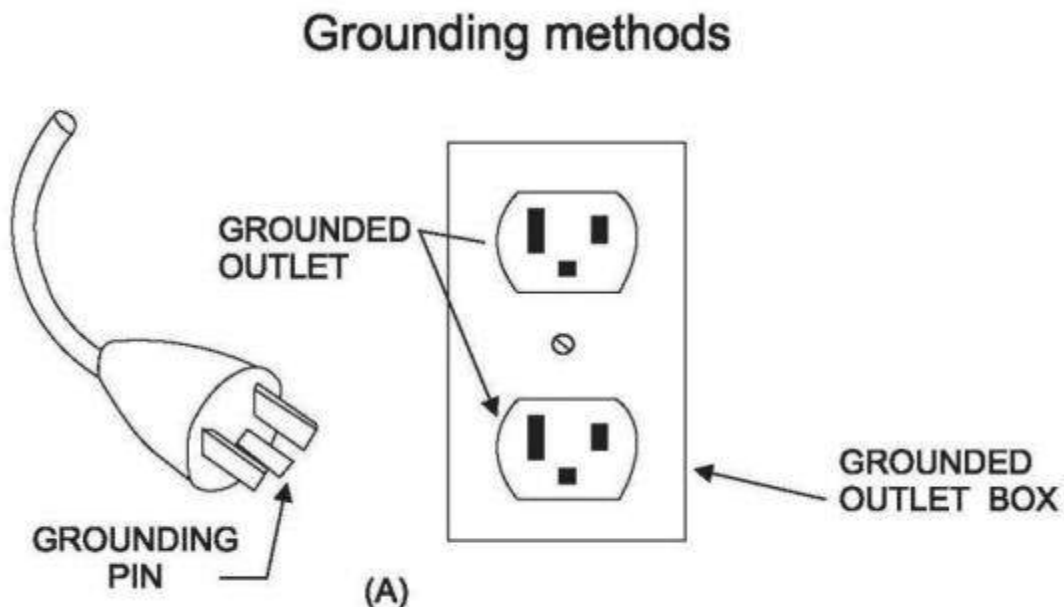 Grounding methods
GROUNDED
OUTLET
GROUNDED
OUTLET BOX
GROUNDING
PIN
(A)